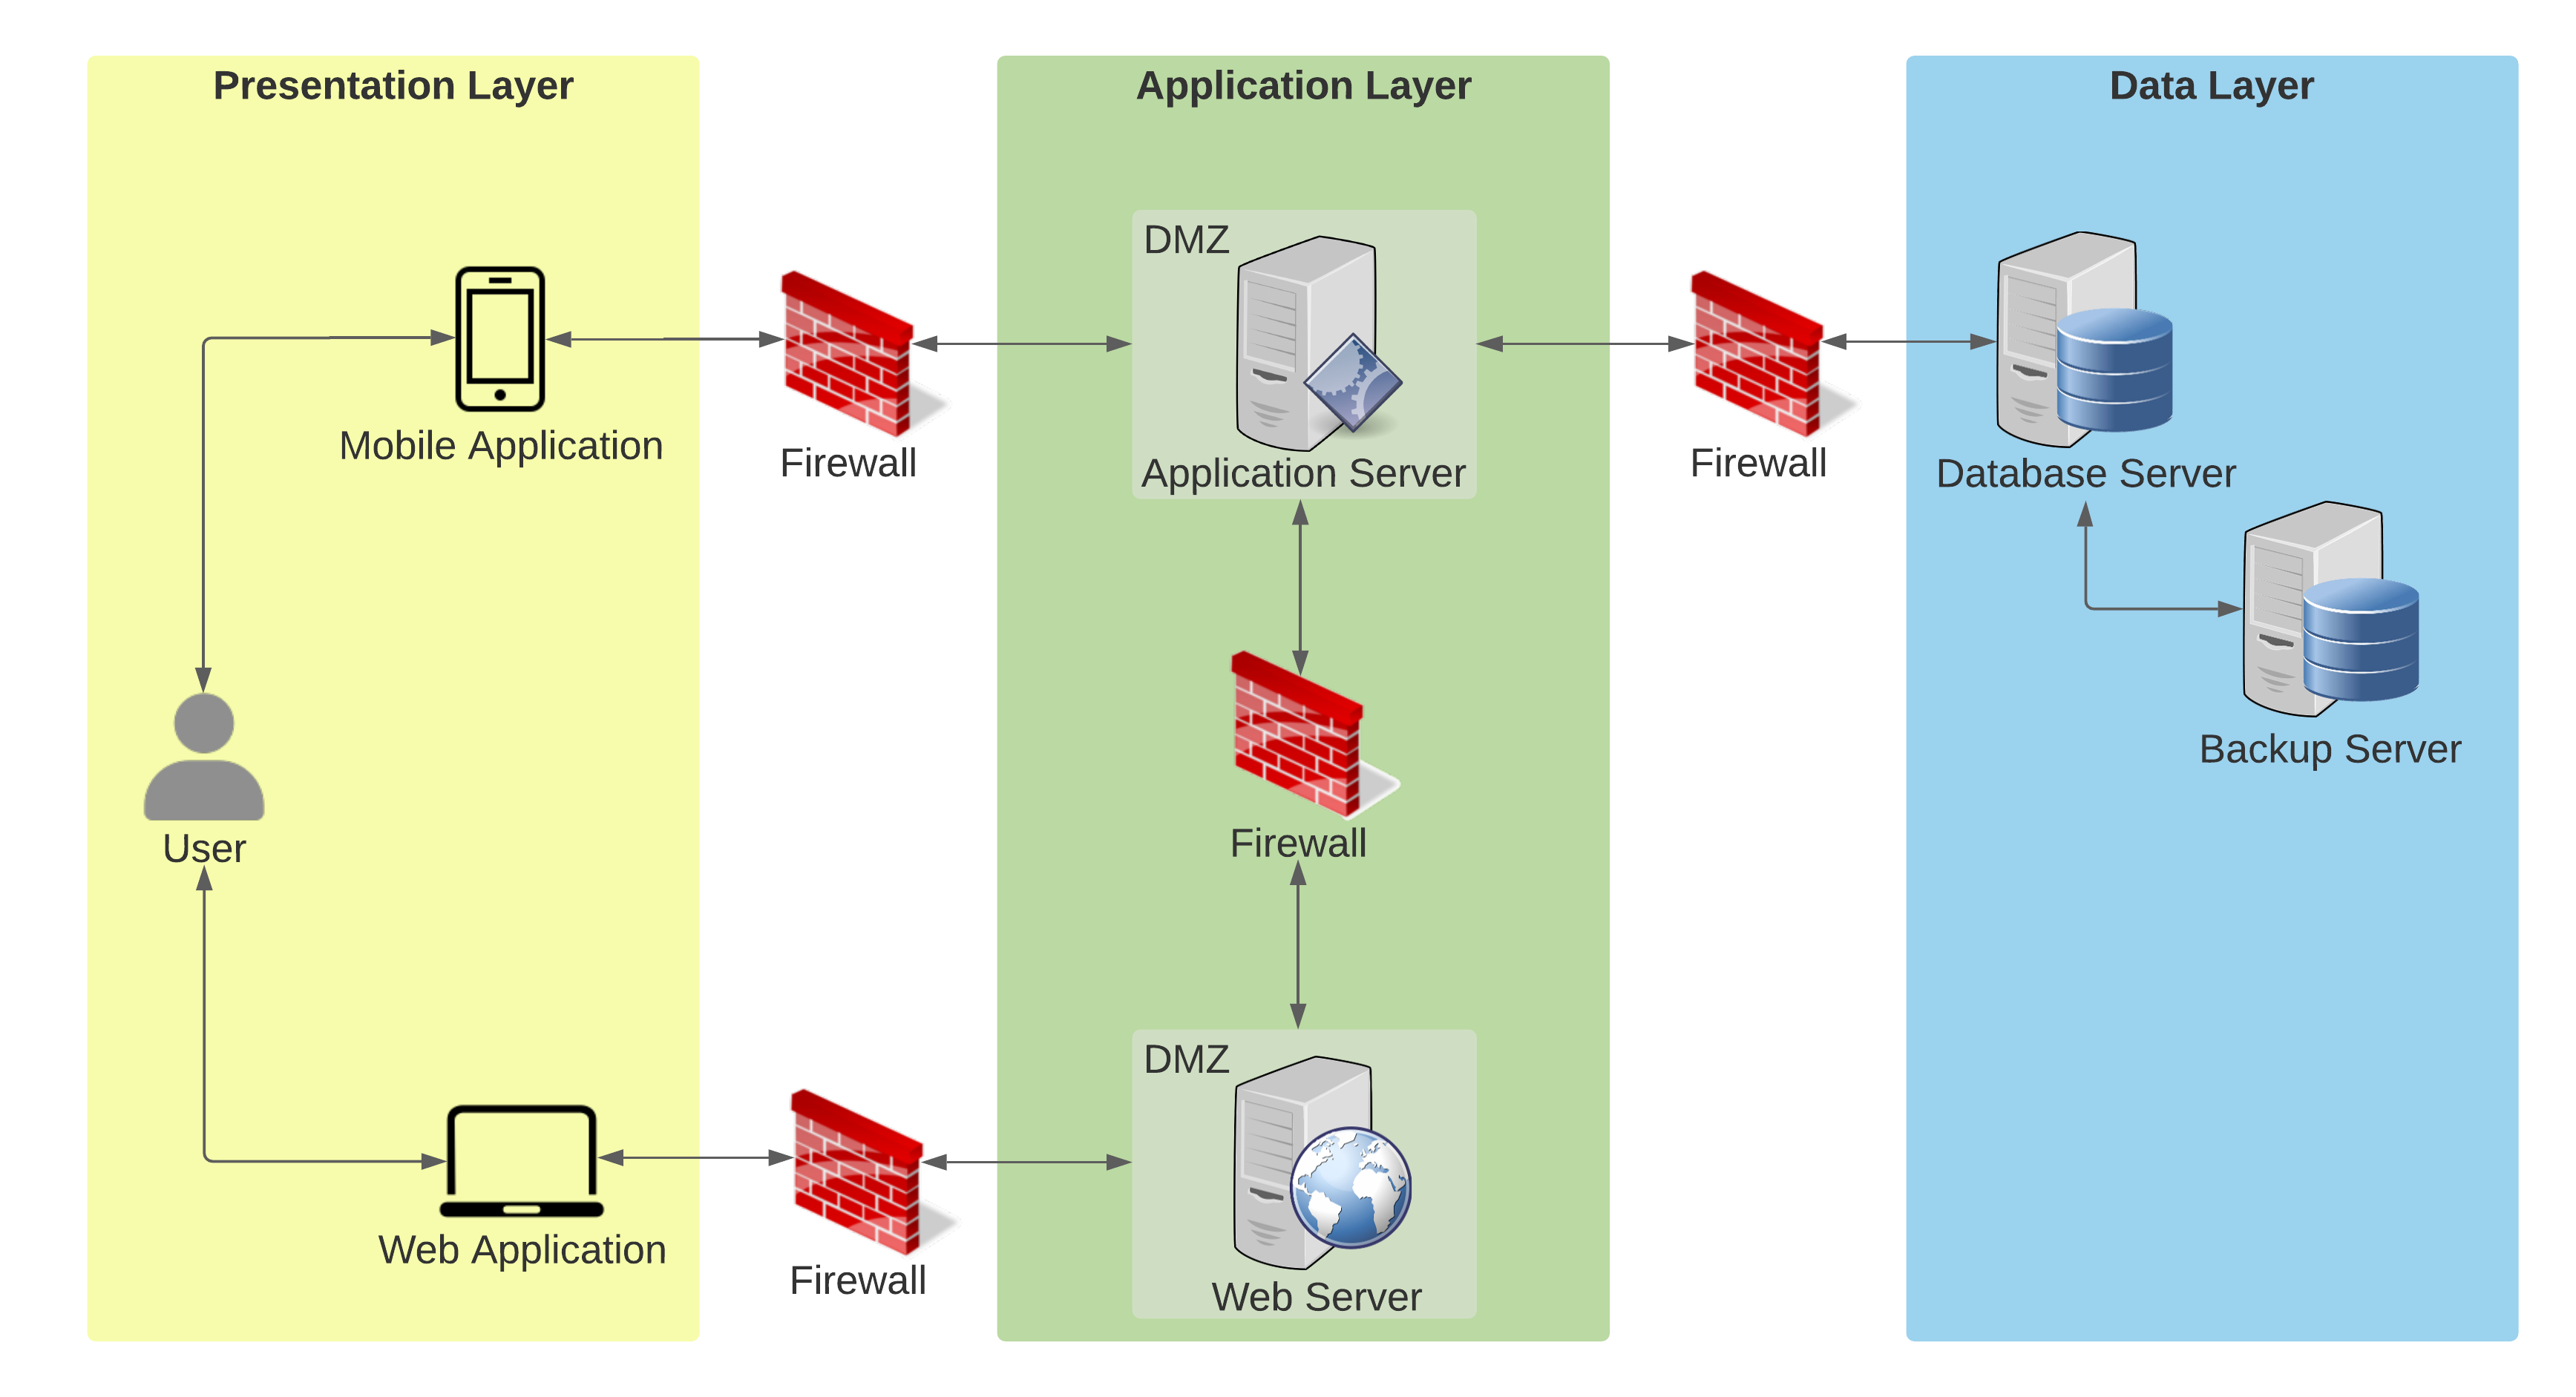 Presentation Layer
Application Layer
Data Layer
Mobile Application
Firewall
DMZ
Application Server
Firewall
Database Server
Backup Server
User
Firewall
Web Application
Firewall
DMZ
Web Server